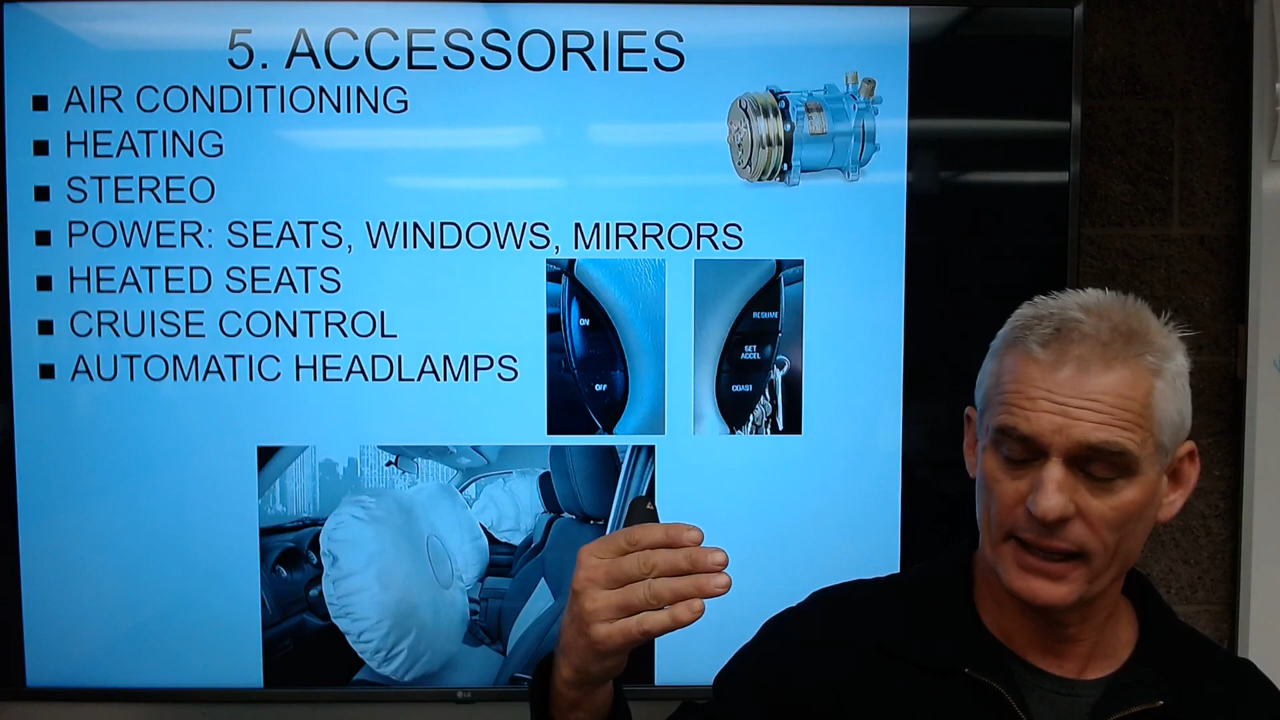 5. ACCESSORIES
AIR CONDITIONING
HEATING
STEREO
POWER: SEATS, WINDOWS, MIRRORS
HEATED SEATS
CRUISE CONTROL
AUTOMATIC HEADLAMPS
ON
OFF
RESUME
SET
ACCEL
COAST
LG